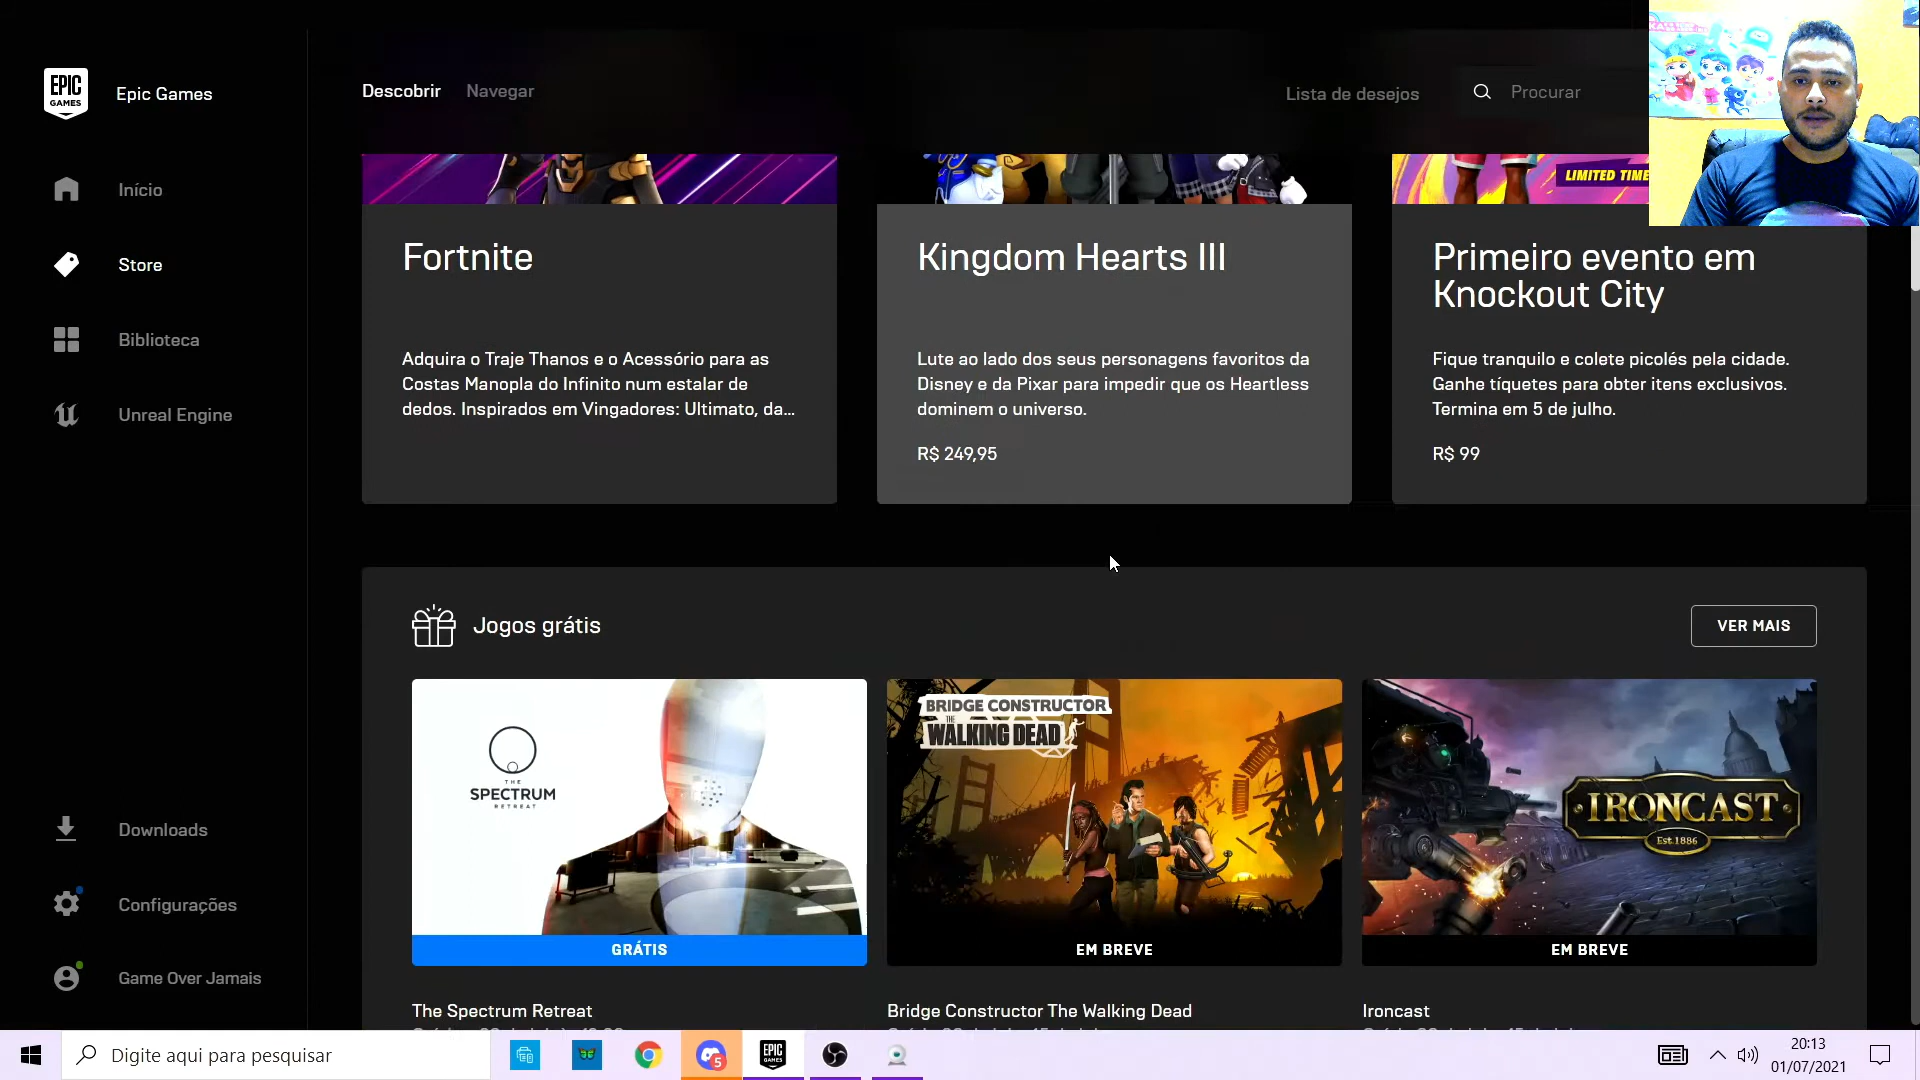 EPIC
GAMES
Epic Games
Descobrir
Navegar
Lista de desejos
Procurar
Início
Store
Biblioteca
Unreal Engine
LIMITED TIME
Fortnite
Adquira o Traje Thanos e o Acessório para as
Costas Manopla do Infinito num estalar de
dedos. Inspirados em Vingadores: Ultimato, da...
Kingdom Hearts III
Lute ao lado dos seus personagens favoritos da
Disney e da Pixar para impedir que os Heartless
dominem o universo.
R$ 249,95
Primeiro evento em
Knockout City
Fique tranquilo e colete picolés pela cidade.
Ganhe tíquetes para obter itens exclusivos.
Termina em 5 de julho.
R$ 99
Jogos grátis
VER MAIS
THE
SPECTRUM
RETREAT
GRÁTIS
The Spectrum Retreat
BRIDGE CONSTRUCTOR
THE
WALKING DEAD
EM BREVE
Bridge Constructor The Walking Dead
IRONCAST
Est.1886
EM BREVE
Ironcast
Downloads
Configurações
Game Over Jamais
Digite aqui para pesquisar
5
EPIC
GAMES
20:13
01/07/2021